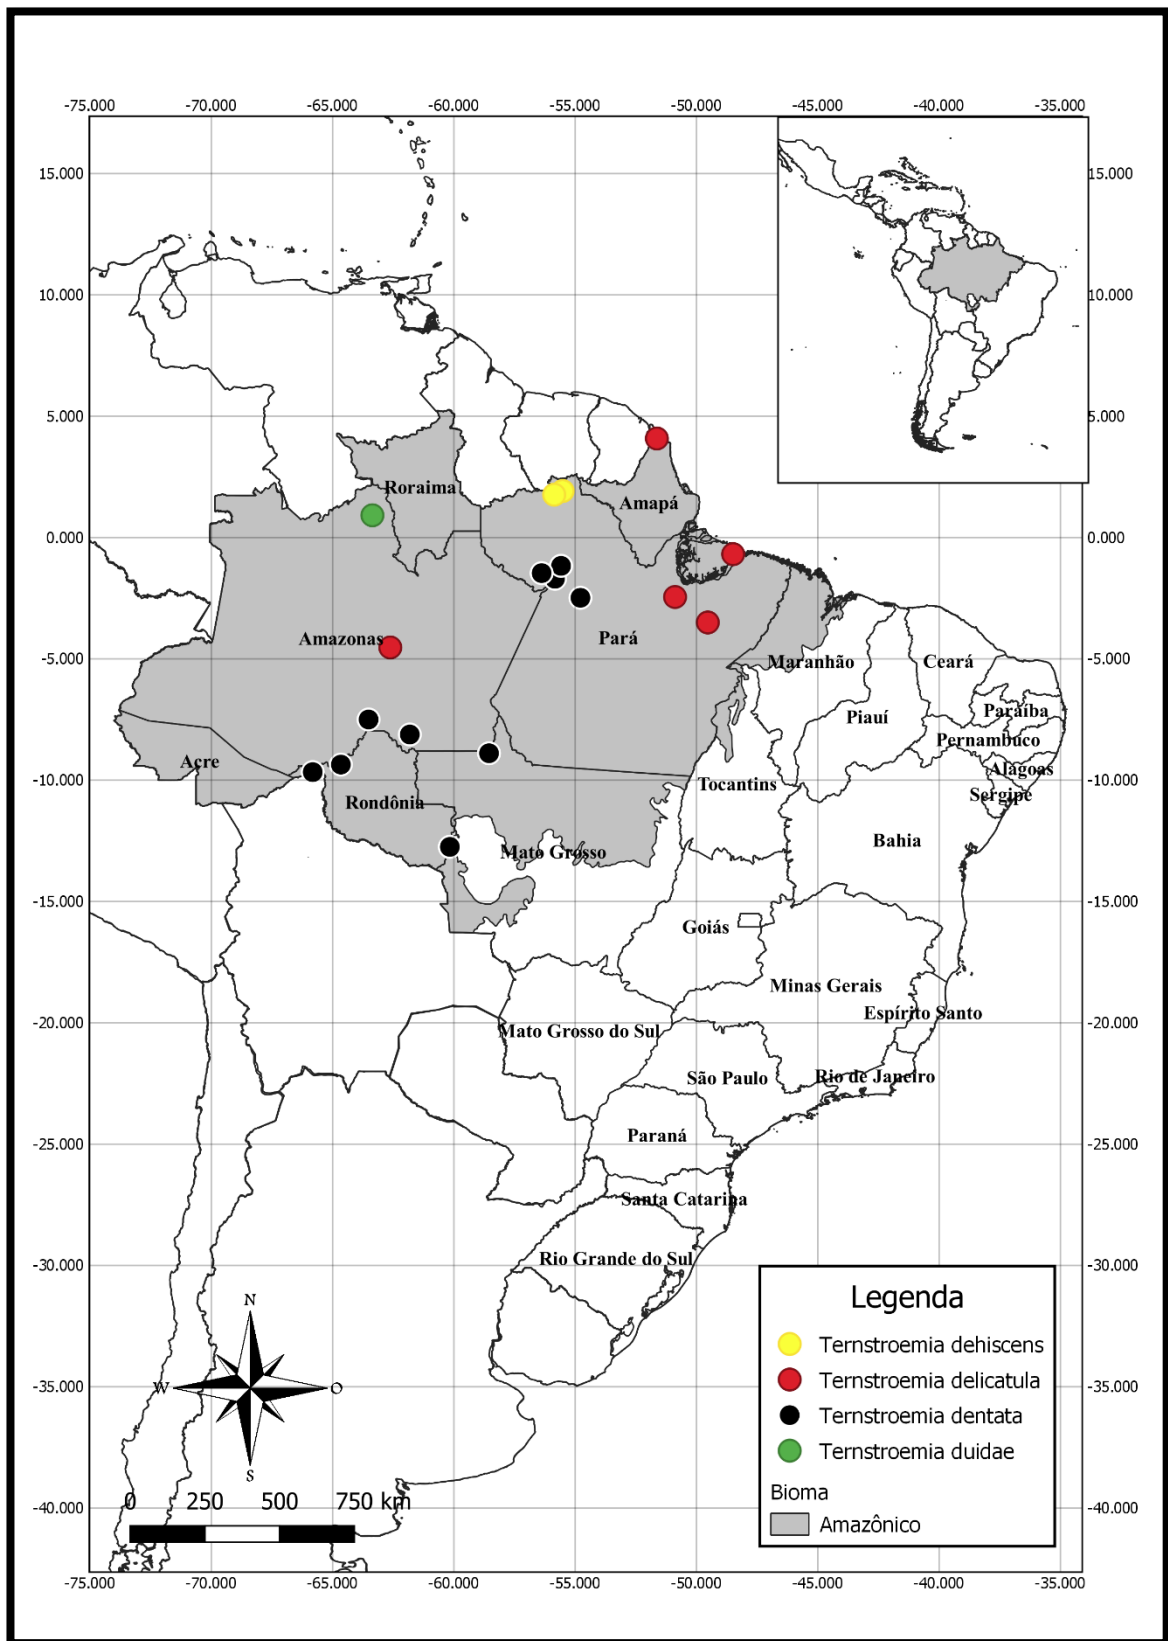 -75.000 -70.000 -65.000 -60.000 -55.000 -50.000 -45.000 -40.000 -35.000
15.000 15.000
10.000 10.000
5.000 5.000
Roraima
Amapá
0.000 0.000
Amazonas Pará
-5.000 Maranhão Ceará -5.000
Piauí Paraíba
Pernambuco
Acre Alagoas
-10.000 Tocantins -10.000
Rondônia Sergipe
Mato Grosso Bahia
-15.000 -15.000
Goiás
Minas Gerais
Espírito Santo
-20.000 Mato Grosso do Sul -20.000
São Paulo Rio de Janeiro
-25.000 Paraná -25.000
Santa Catarina
Rio Grande do Sul
-30.000 -30.000
Legenda
N
Ternstroemia dehiscens
Ternstroemia delicatula
-35.000 W O -35.000
Ternstroemia dentata
Ternstroemia duidae
S
Bioma
0 250 500 750 km
-40.000 -40.000
Amazônico
-75.000 -70.000 -65.000 -60.000 -55.000 -50.000 -45.000 -40.000 -35.000